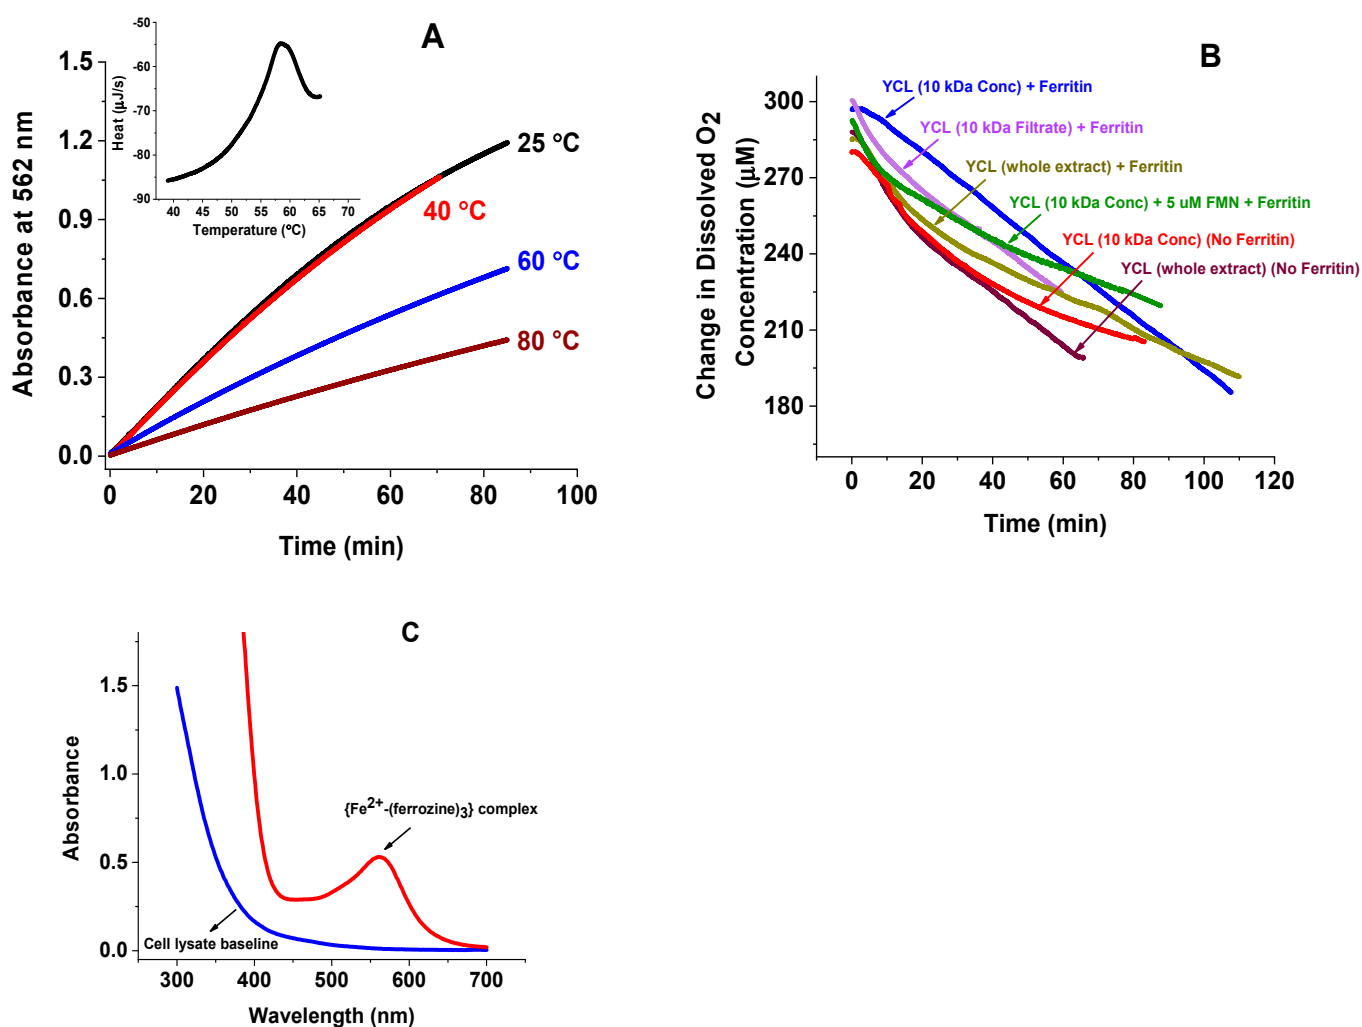 A
-50
-60
-70
-80
-90
Heat (µJ/s)
40 45 50 55 60 65 70
Temperature (°C)
1.5
1.2
0.9
0.6
0.3
0.0
Absorbance at 562 nm
25 °C
40 °C
60 °C
80 °C
0 20 40 60 80 100
Time (min)
B
300
270
240
210
180
Change in Dissolved O2
Concentration (µM)
YCL (10 kDa Conc) + Ferritin
YCL (10 kDa Filtrate) + Ferritin
YCL (whole extract) + Ferritin
YCL (10 kDa Conc) + 5 uM FMN + Ferritin
YCL (10 kDa Conc) (No Ferritin)
YCL (whole extract) (No Ferritin)
0 20 40 60 80 100 120
Time (min)
C
1.5
1.0
0.5
0.0
Absorbance
{Fe2+-(ferrozine)3} complex
Cell lysate baseline
300 400 500 600 700
Wavelength (nm)